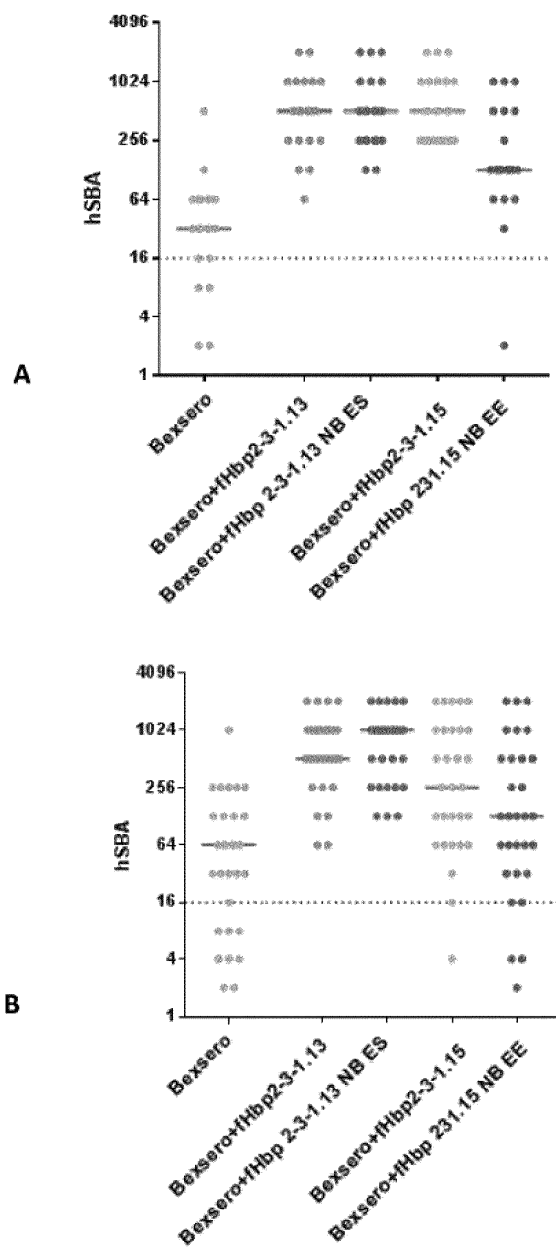 4096
1024
256
64
16
4
1
hSBA
A
Bexsero
Bexsero+fHbp2-3-1.13
Bexsero+fHbp 2-3-1.13 NB ES
Bexsero+fHbp2-3-1.15
Bexsero+fHbp 231.15 NB EE
4096
1024
256
64
16
4
1
hSBA
B
Bexsero
Bexsero+fHbp2-3-1.13
Bexsero+fHbp 2-3-1.13 NB ES
Bexsero+fHbp2-3-1.15
Bexsero+fHbp 231.15 NB EE